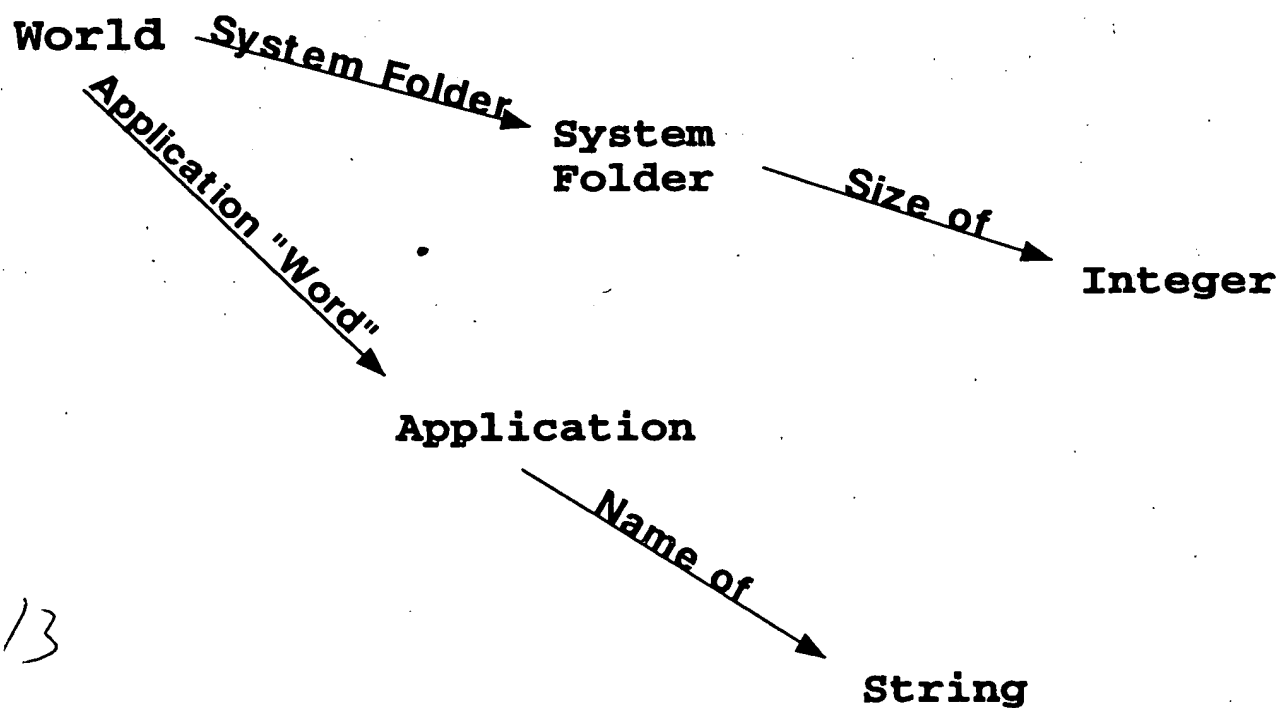 World
System Folder
System
Folder
Application "Word"
Size of
Integer
Application
Name of
13
String